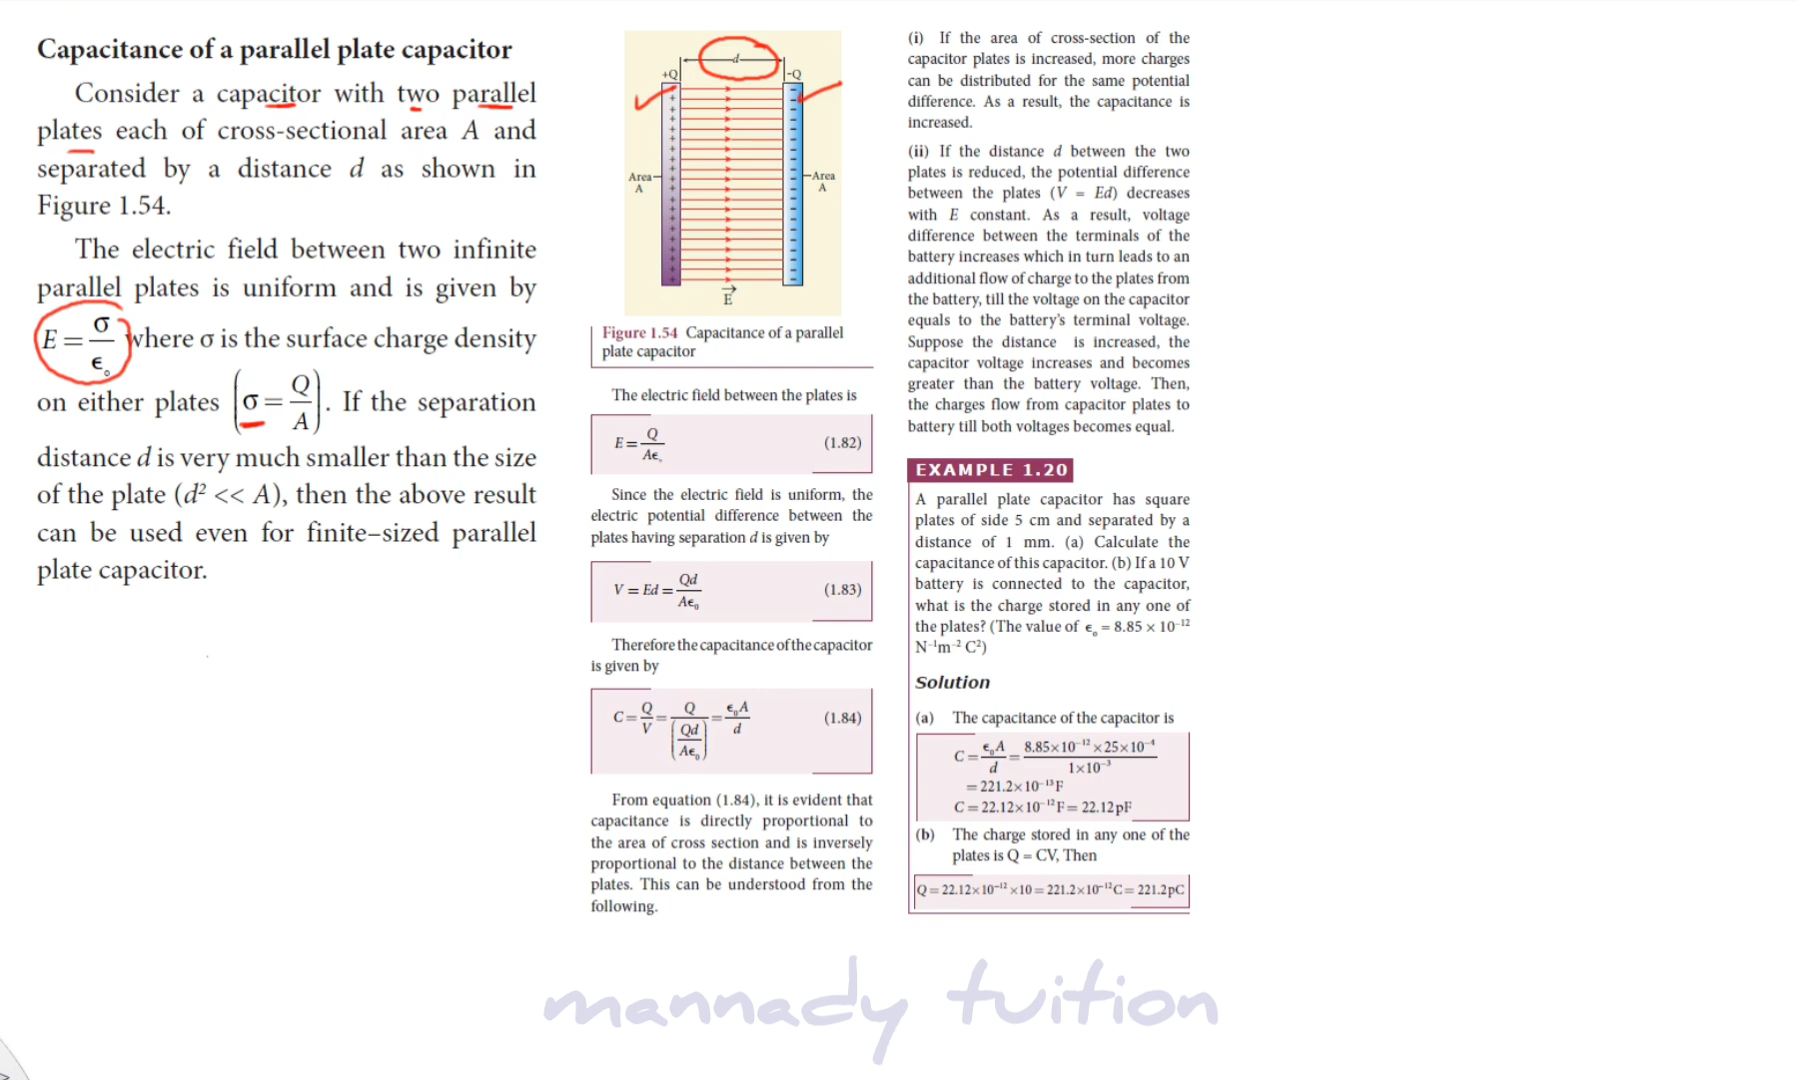 Capacitance of a parallel plate capacitor
Consider a capacitor with two parallel
plates each of cross-sectional area A and
separated by a distance d as shown in
Figure 1.54.
The electric field between two infinite
parallel plates is uniform and is given by
E = σ/ϵ₀ where σ is the surface charge density
on either plates (σ = Q/A). If the separation
distance d is very much smaller than the size
of the plate (d² << A), then the above result
can be used even for finite–sized parallel
plate capacitor.
d
+Q
-Q
Area A
Area A
E⃗
Figure 1.54 Capacitance of a parallel
plate capacitor
The electric field between the plates is
E = Q/Aϵ₀ (1.82)
Since the electric field is uniform, the
electric potential difference between the
plates having separation d is given by
V = Ed = Qd/Aϵ₀ (1.83)
Therefore the capacitance of the capacitor
is given by
C = Q/V = Q/(Qd/Aϵ₀) = ϵ₀A/d (1.84)
From equation (1.84), it is evident that
capacitance is directly proportional to
the area of cross section and is inversely
proportional to the distance between the
plates. This can be understood from the
following.
(i) If the area of cross-section of the
capacitor plates is increased, more charges
can be distributed for the same potential
difference. As a result, the capacitance is
increased.
(ii) If the distance d between the two
plates is reduced, the potential difference
between the plates (V = Ed) decreases
with E constant. As a result, voltage
difference between the terminals of the
battery increases which in turn leads to an
additional flow of charge to the plates from
the battery, till the voltage on the capacitor
equals to the battery's terminal voltage.
Suppose the distance is increased, the
capacitor voltage increases and becomes
greater than the battery voltage. Then,
the charges flow from capacitor plates to
battery till both voltages becomes equal.
EXAMPLE 1.20
A parallel plate capacitor has square
plates of side 5 cm and separated by a
distance of 1 mm. (a) Calculate the
capacitance of this capacitor. (b) If a 10 V
battery is connected to the capacitor,
what is the charge stored in any one of
the plates? (The value of ϵ₀ = 8.85 × 10⁻¹²
N⁻¹m⁻² C²)
Solution
(a) The capacitance of the capacitor is
C = ϵ₀A/d = 8.85×10⁻¹² × 25×10⁻⁴/1×10⁻³
= 221.2×10⁻¹³ F
C = 22.12×10⁻¹² F = 22.12 pF
(b) The charge stored in any one of the
plates is Q = CV, Then
Q = 22.12×10⁻¹² ×10 = 221.2×10⁻¹² C = 221.2 pC
mannady tuition